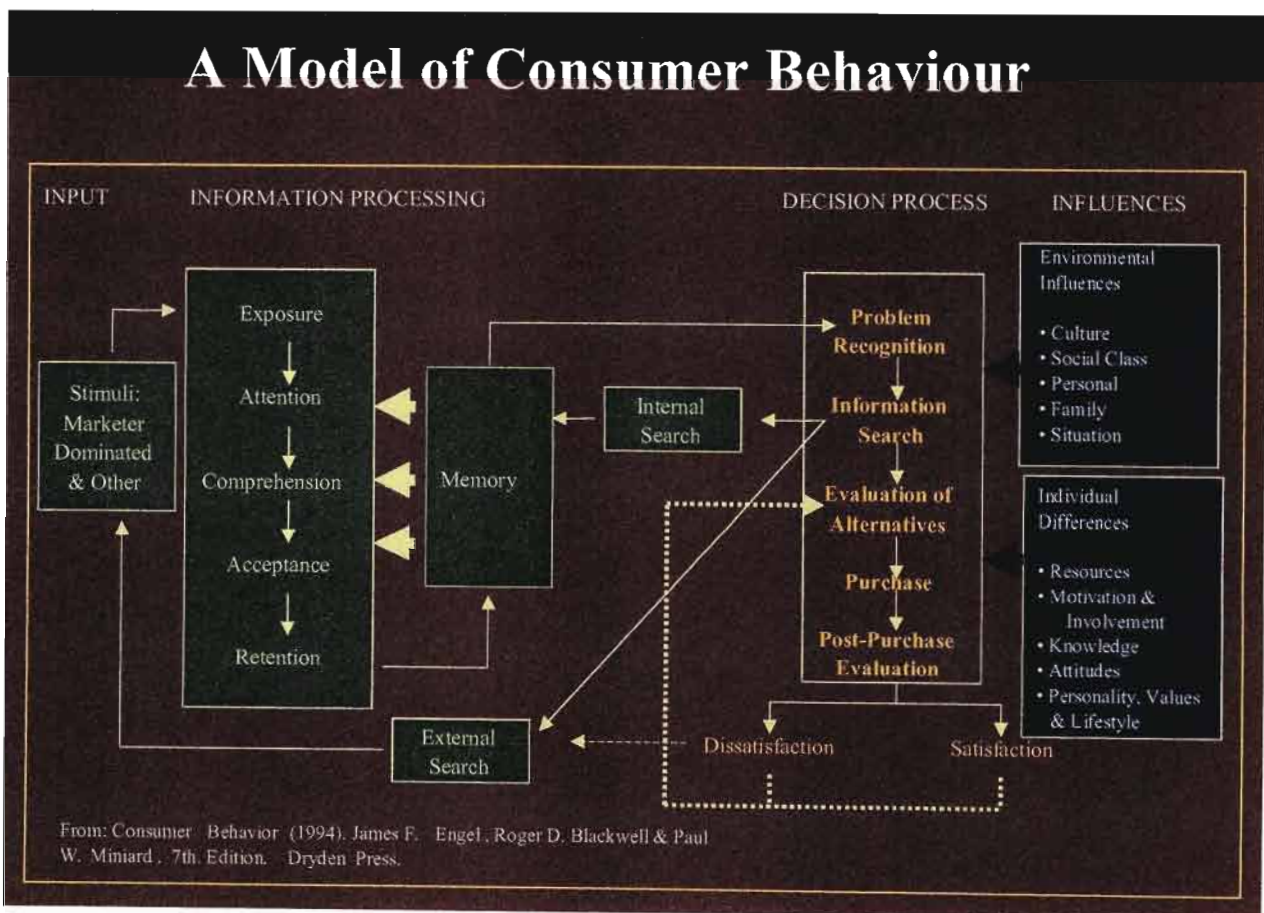 A Model of Consumer Behaviour
INPUT
INFORMATION PROCESSING
DECISION PROCESS
INFLUENCES
Stimuli:
Marketer
Dominated
& Other
Exposure
Attention
Comprehension
Acceptance
Retention
Memory
Internal
Search
External
Search
Problem
Recognition
Information
Search
Evaluation of
Alternatives
Purchase
Post-Purchase
Evaluation
Dissatisfaction
Satisfaction
Environmental
Influences
• Culture
• Social Class
• Personal
• Family
• Situation
Individual
Differences
• Resources
• Motivation &
Involvement
• Knowledge
• Attitudes
• Personality, Values
& Lifestyle
From: Consumer Behavior (1994). James F. Engel, Roger D. Blackwell & Paul
W. Miniard, 7th. Edition. Dryden Press.